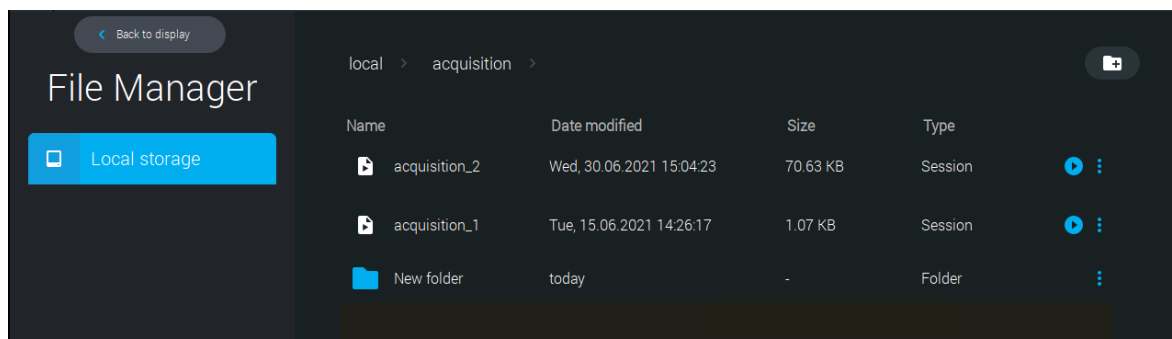 Back to display
File Manager
Local storage
local > acquisition >
Name Date modified Size Type
acquisition_2 Wed, 30.06.2021 15:04:23 70.63 KB Session
acquisition_1 Tue, 15.06.2021 14:26:17 1.07 KB Session
New folder today - Folder